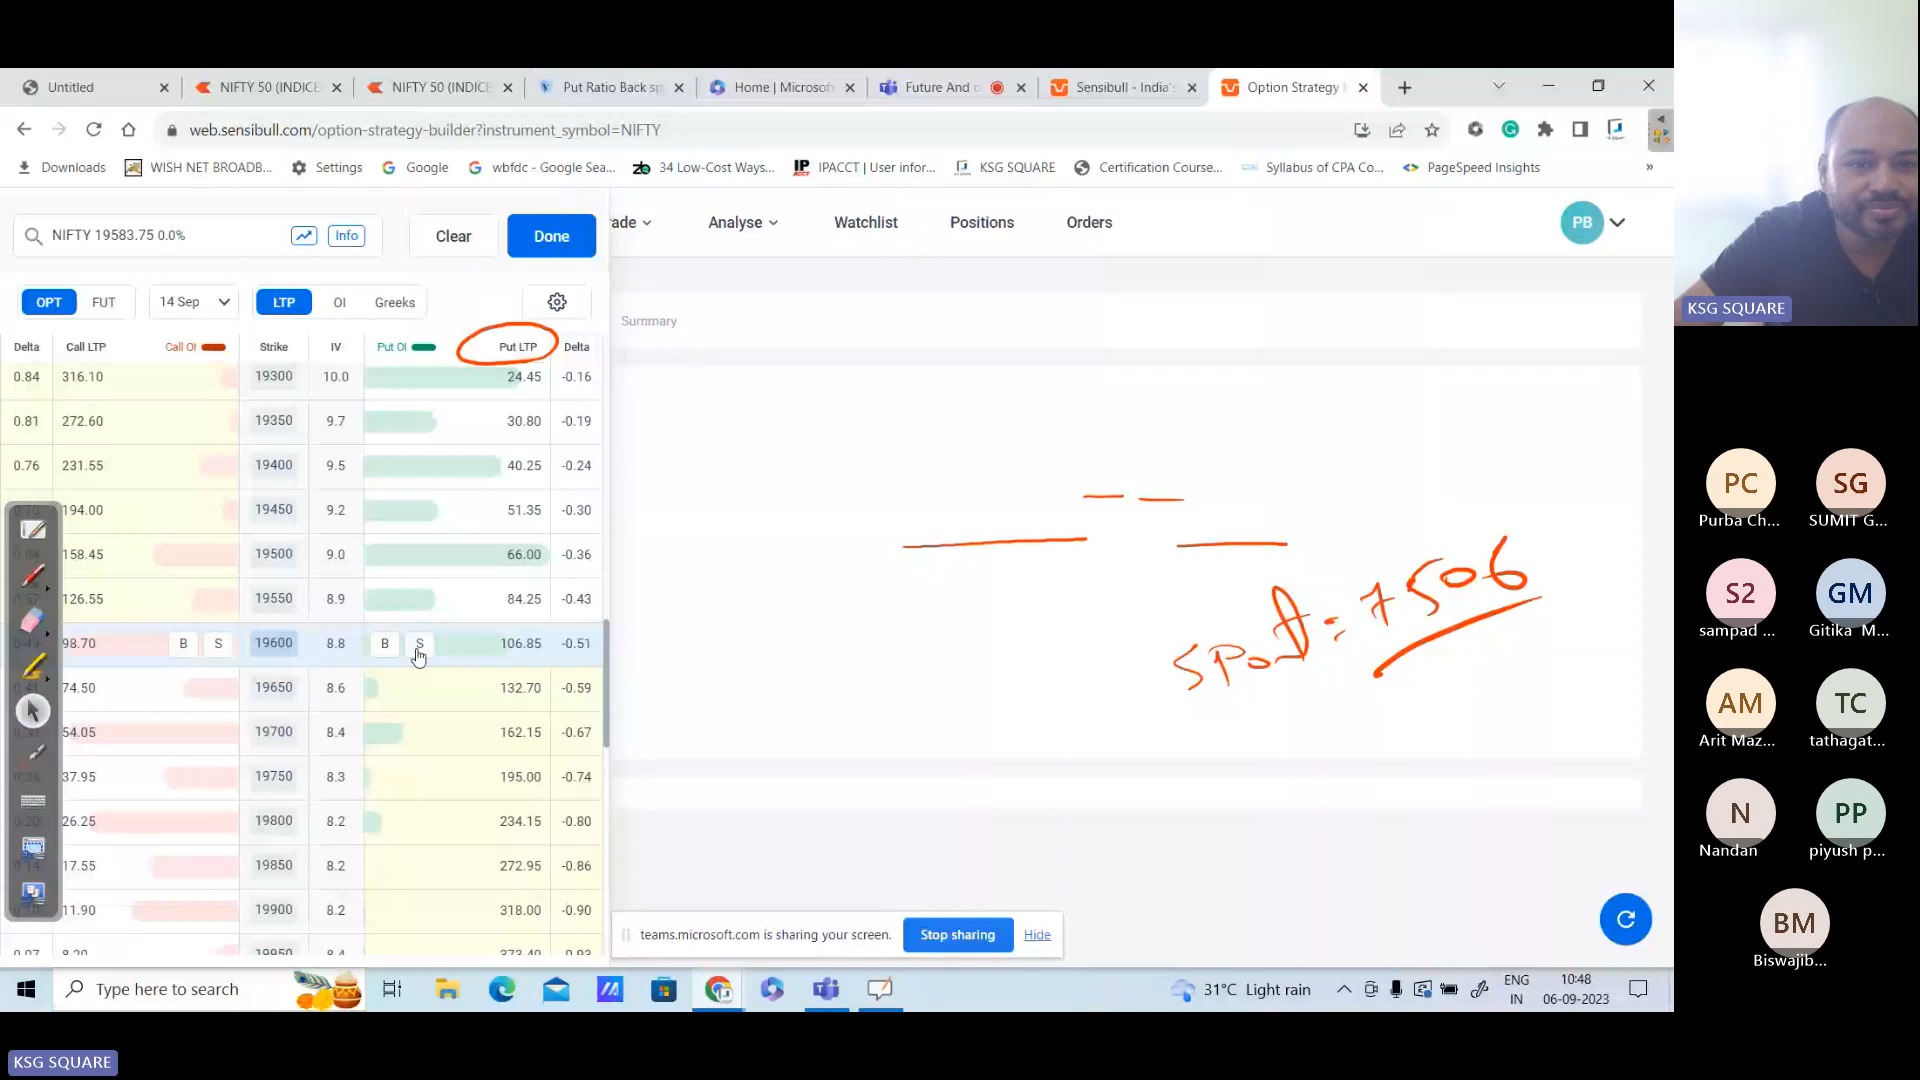 Untitled
NIFTY 50 (INDICE
NIFTY 50 (INDICE
Put Ratio Back sp
Home | Microsof
Future And o
Sensibull - India's
Option Strategy B
web.sensibull.com/option-strategy-builder?instrument_symbol=NIFTY
Downloads
WISH NET BROADB...
Settings
Google
wbfdc - Google Sea...
34 Low-Cost Ways...
IPACCT | User infor...
KSG SQUARE
Certification Course...
Syllabus of CPA Co...
PageSpeed Insights
NIFTY 19583.75 0.0%
Info
Clear
Done
rade
Analyse
Watchlist
Positions
Orders
PB
OPT
FUT
14 Sep
LTP
OI
Greeks
Summary
Delta Call LTP Call OI Strike IV Put OI Put LTP Delta
0.84 316.10 19300 10.0 24.45 -0.16
0.81 272.60 19350 9.7 30.80 -0.19
0.76 231.55 19400 9.5 40.25 -0.24
194.00 19450 9.2 51.35 -0.30
158.45 19500 9.0 66.00 -0.36
126.55 19550 8.9 84.25 -0.43
98.70 B S 19600 8.8 B S 106.85 -0.51
74.50 19650 8.6 132.70 -0.59
54.05 19700 8.4 162.15 -0.67
37.95 19750 8.3 195.00 -0.74
26.25 19800 8.2 234.15 -0.80
17.55 19850 8.2 272.95 -0.86
11.90 19900 8.2 318.00 -0.90
0.07 8.20 19950 8.4 373.40 -0.93
spot = 7506
teams.microsoft.com is sharing your screen.
Stop sharing
Hide
Type here to search
31°C Light rain
ENG
IN
10:48
06-09-2023
KSG SQUARE
PC
Purba Ch...
SG
SUMIT G...
S2
sampad ...
GM
Gitika M...
AM
Arit Maz...
TC
tathagat...
N
Nandan
PP
piyush p...
BM
Biswajib...
KSG SQUARE